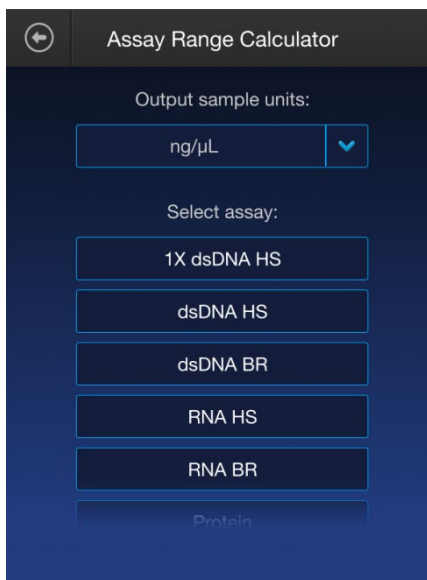 Assay Range Calculator
Output sample units:
ng/µL
Select assay:
1X dsDNA HS
dsDNA HS
dsDNA BR
RNA HS
RNA BR
Protein